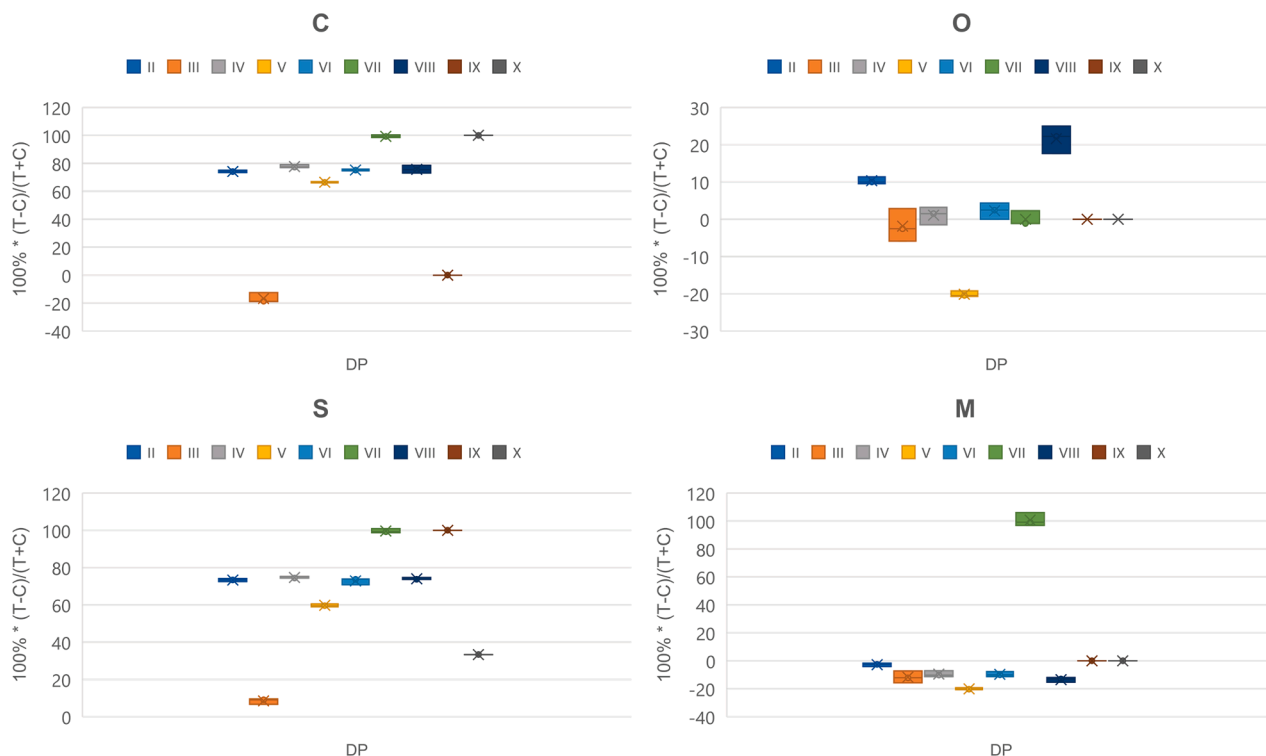 C
II III IV V VI VII VIII IX X
100% * (T-C)/(T+C)
120
100
80
60
40
20
0
-20
-40
DP
O
II III IV V VI VII VIII IX X
100% * (T-C)/(T+C)
30
20
10
0
-10
-20
-30
DP
S
II III IV V VI VII VIII IX X
100% * (T-C)/(T+C)
120
100
80
60
40
20
0
DP
M
II III IV V VI VII VIII IX X
100% * (T-C)/(T+C)
120
100
80
60
40
20
0
-20
-40
DP